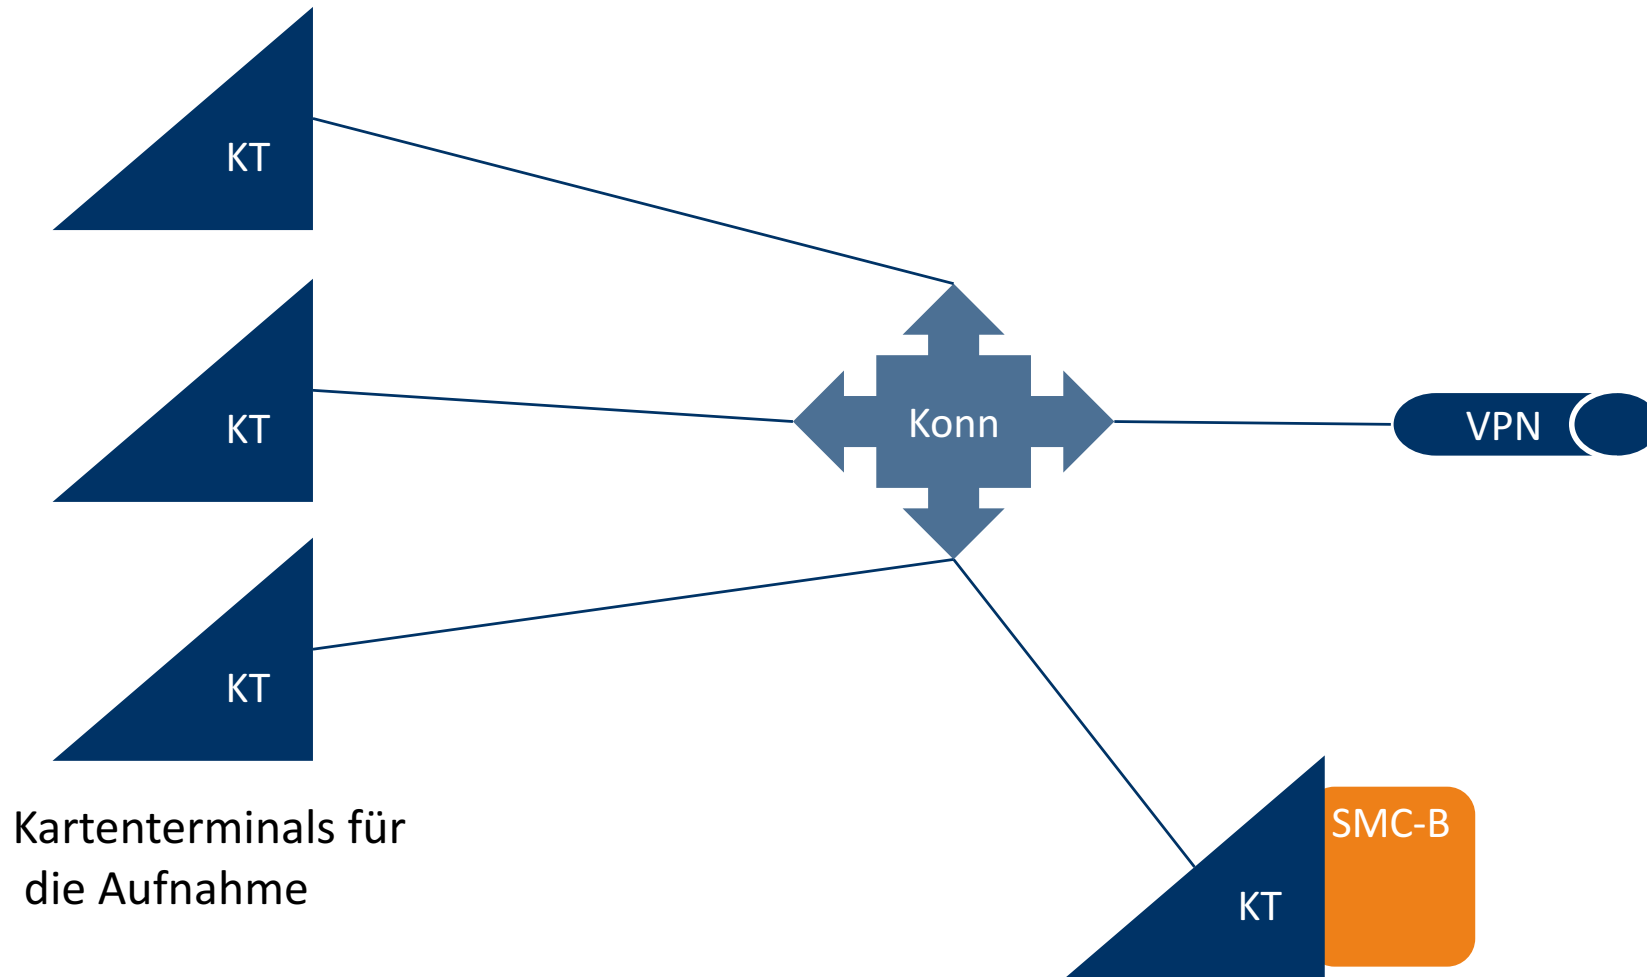 KT
KT
Konn
VPN
KT
Kartenterminals für
die Aufnahme
SMC-B
KT